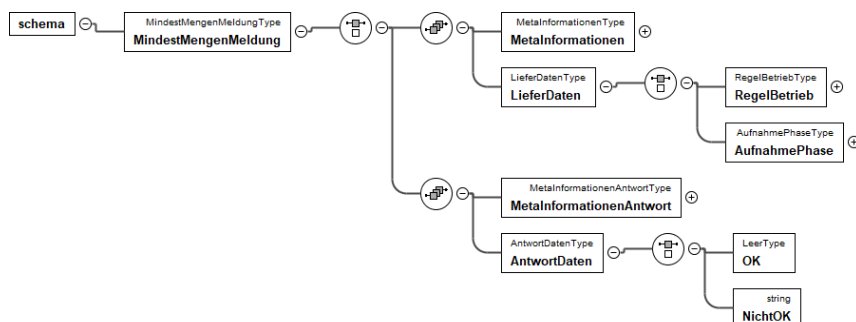 schema
MindestMengenMeldungType
MindestMengenMeldung
MetaInformationenType
MetaInformationen
LieferDatenType
LieferDaten
RegelBetriebType
RegelBetrieb
AufnahmePhaseType
AufnahmePhase
MetaInformationenAntwortType
MetaInformationenAntwort
AntwortDatenType
AntwortDaten
LeerType
OK
string
NichtOK